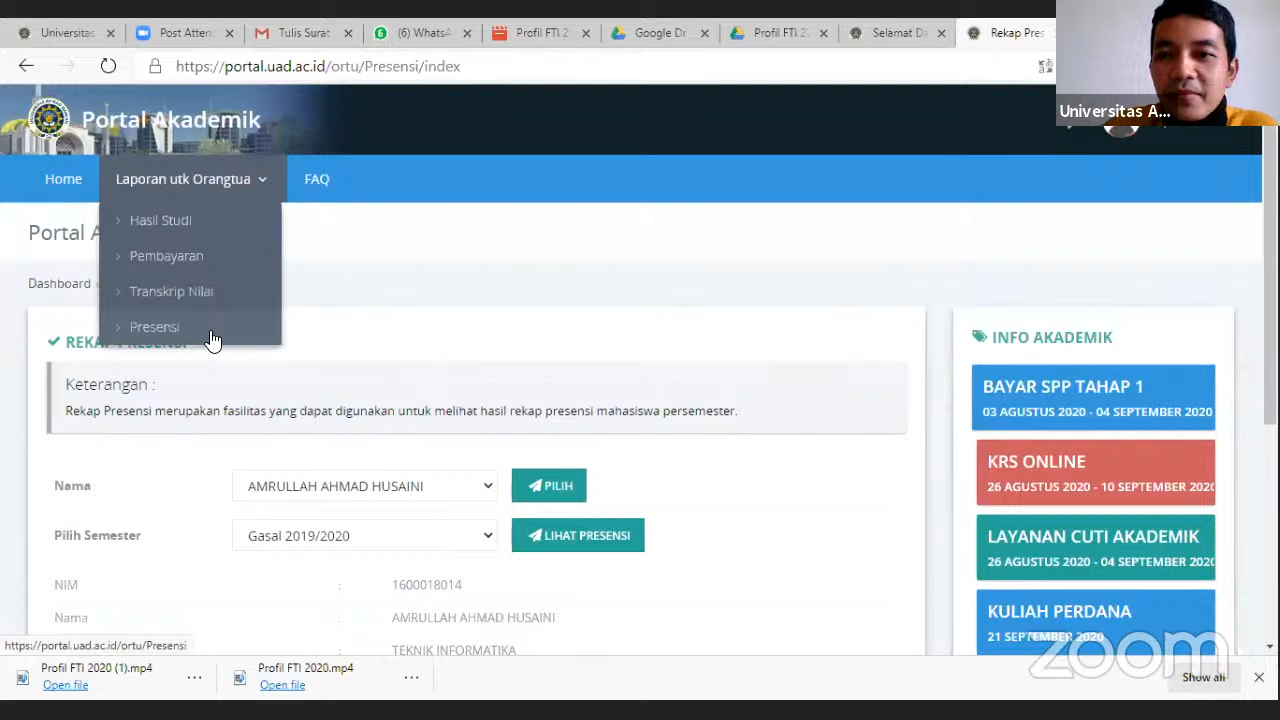 Universitas
Post Atten
Tulis Surat
(6) WhatsA
Profil FTI 2
Google Dr
Profil FTI 2
Selamat Da
Rekap Pres
https://portal.uad.ac.id/ortu/Presensi/index
Universitas A...
Portal Akademik
Home
Laporan utk Orangtua
FAQ
Hasil Studi
Pembayaran
Transkrip Nilai
Presensi
Portal A
Dashboard
Keterangan :
Rekap Presensi merupakan fasilitas yang dapat digunakan untuk melihat hasil rekap presensi mahasiswa persemester.
Nama
AMRULLAH AHMAD HUSAINI
PILIH
Pilih Semester
Gasal 2019/2020
LIHAT PRESENSI
NIM : 1600018014
Nama : AMRULLAH AHMAD HUSAINI
TEKNIK INFORMATIKA
INFO AKADEMIK
BAYAR SPP TAHAP 1
03 AGUSTUS 2020 - 04 SEPTEMBER 2020
KRS ONLINE
26 AGUSTUS 2020 - 10 SEPTEMBER 2020
LAYANAN CUTI AKADEMIK
26 AGUSTUS 2020 - 04 SEPTEMBER 2020
KULIAH PERDANA
21 SEPTEMBER 2020
https://portal.uad.ac.id/ortu/Presensi
zoom
Profil FTI 2020 (1).mp4
Open file
Profil FTI 2020.mp4
Open file
Show all